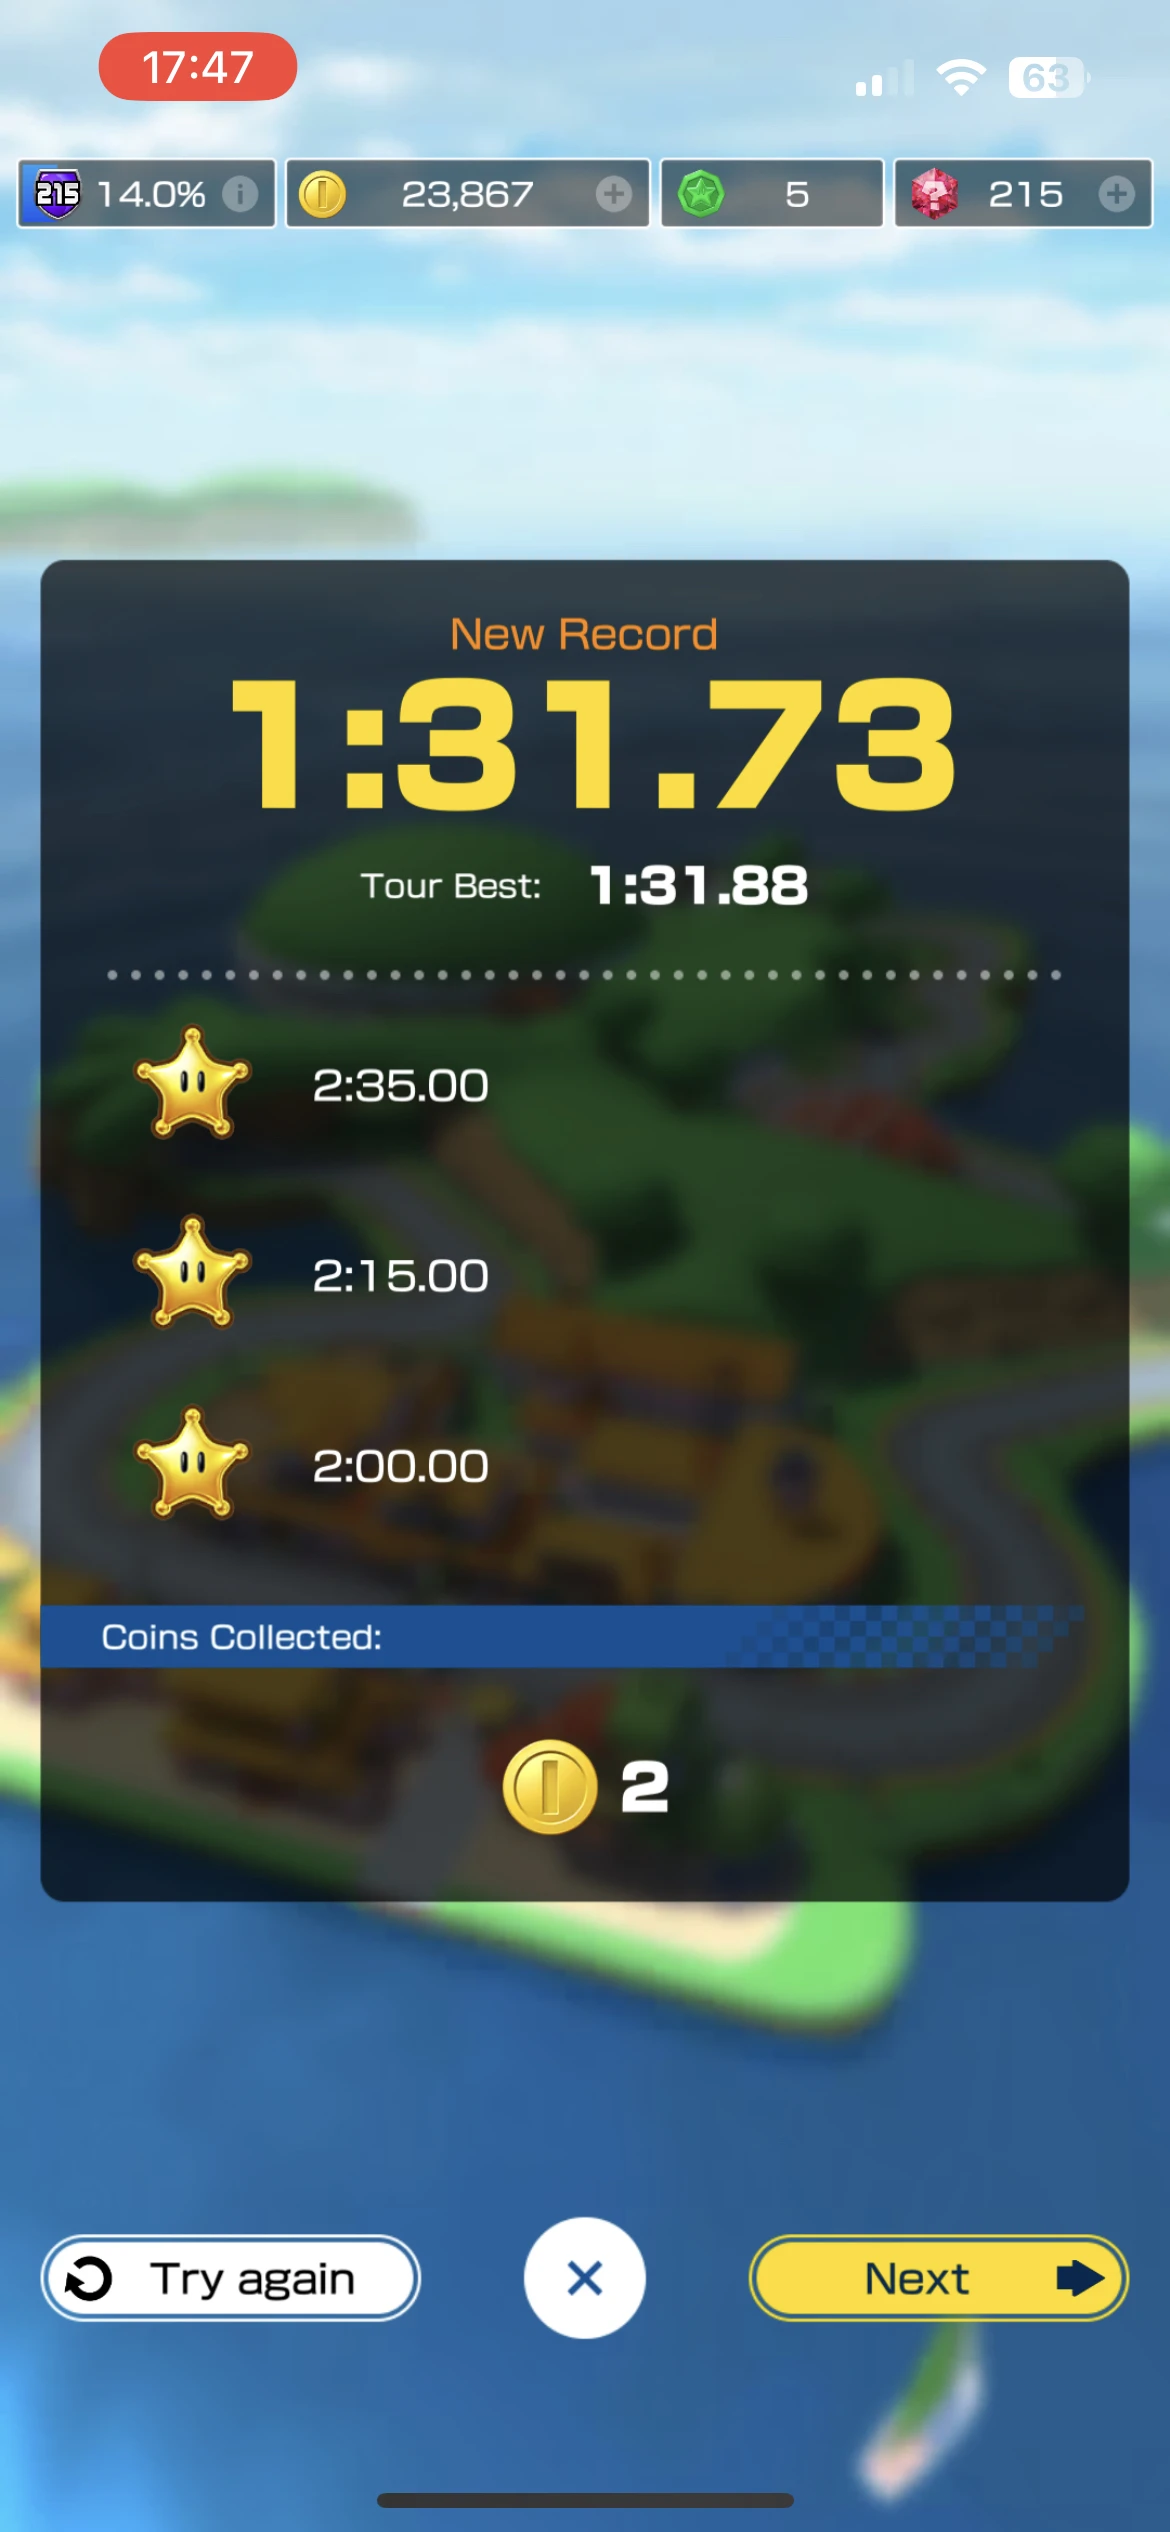 17:47
63
215 14.0% i 23,867 + 5 ? 215 +
New Record
1:31.73
Tour Best: 1:31.88
2:35.00
2:15.00
2:00.00
Coins Collected:
2
Try again
Next